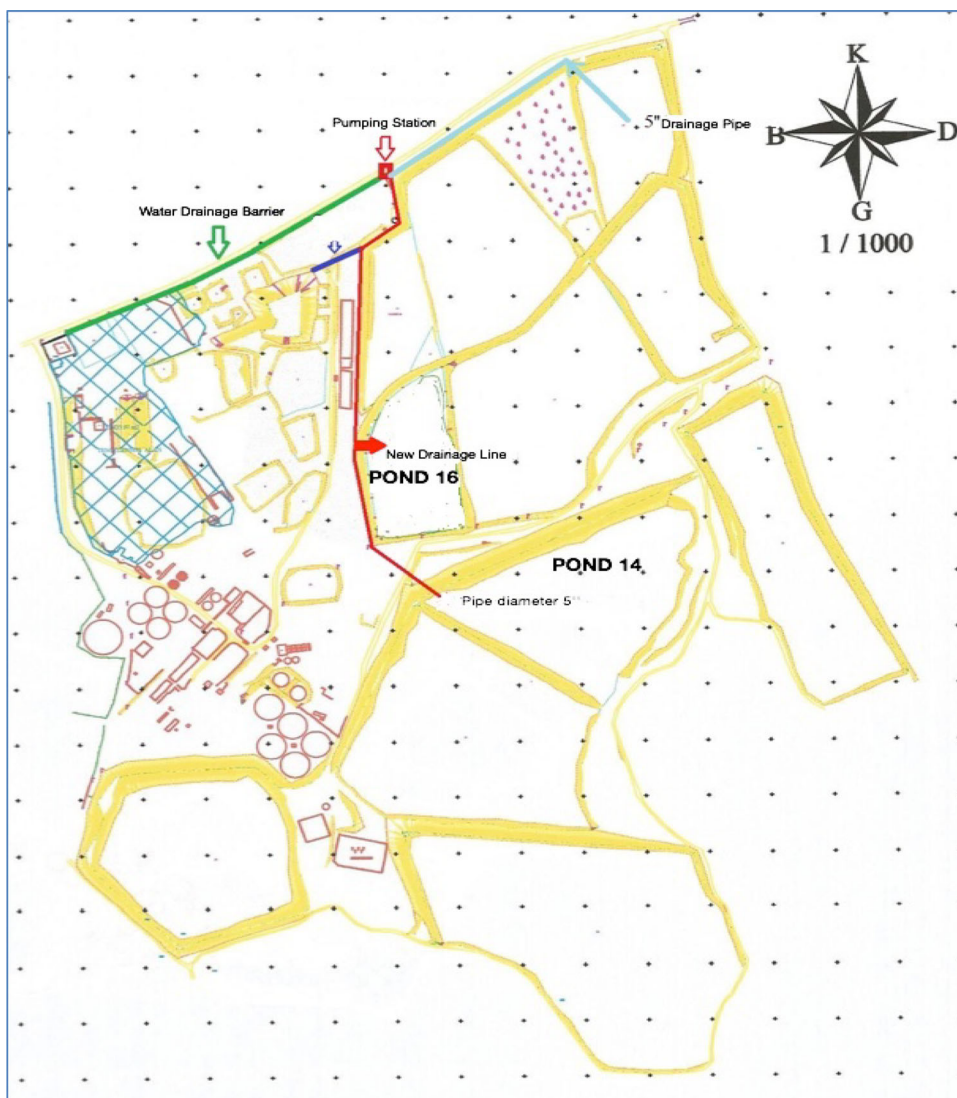 K
5" Drainage Pipe
Pumping Station
B
D
Water Drainage Barrier
G
1 / 1000
New Drainage Line
POND 16
POND 14
Pipe diameter 5"